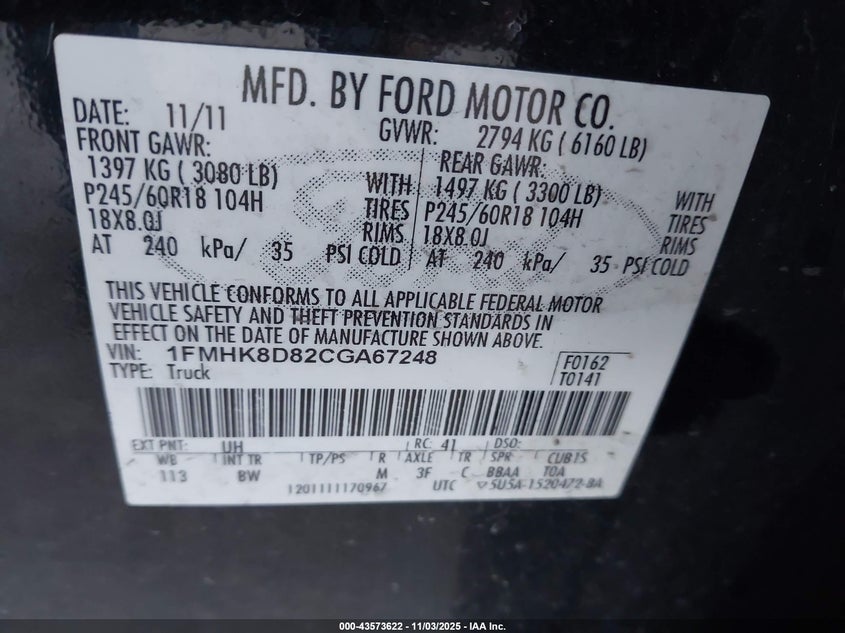 MFD. BY FORD MOTOR CO.
DATE: 11/11 GVWR: 2794 KG ( 6160 LB)
FRONT GAWR: REAR GAWR:
1397 KG ( 3080 LB) WITH 1497 KG ( 3300 LB) WITH
P245/60R18 104H TIRES P245/60R18 104H TIRES
18X8.0J RIMS 18X8.0J RIMS
AT 240 kPa/ 35 PSI COLD AT 240 kPa/ 35 PSI COLD
THIS VEHICLE CONFORMS TO ALL APPLICABLE FEDERAL MOTOR
VEHICLE SAFETY AND THEFT PREVENTION STANDARDS IN
EFFECT ON THE DATE OF MANUFACTURE SHOWN ABOVE.
VIN: 1FMHK8D82CGA67248 F0162
TYPE: Truck T0141
EXT PNT: UH RC: 41 DSO:
WB INT TR TP/PS R AXLE TR SPR CUBIS
113 BW M 3F C BBAA TOA
1201111170967 UTC ▽5U5A-1520472-BA
000-43573622 - 11/03/2025 - IAA Inc.